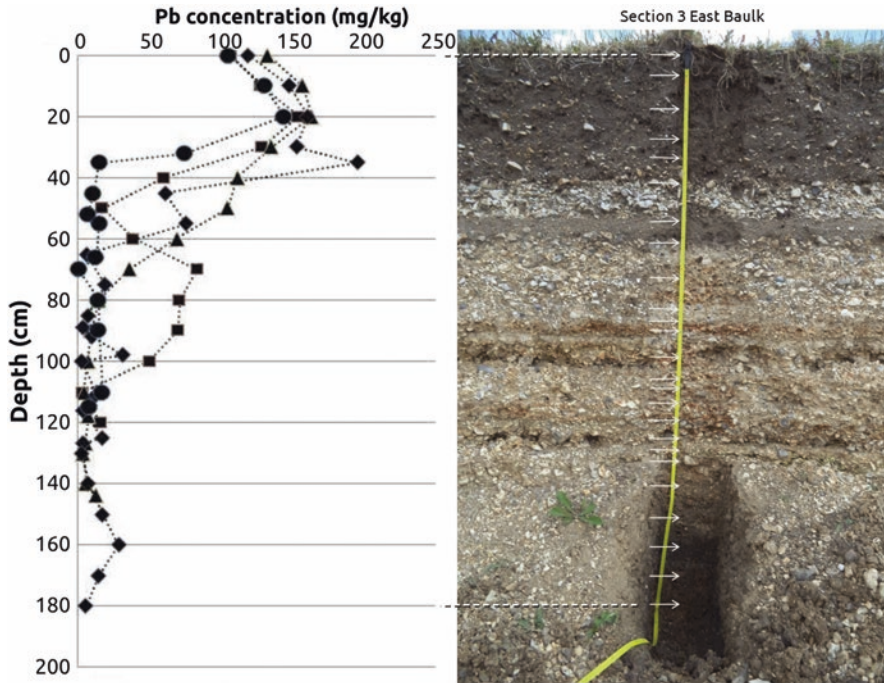 Pb concentration (mg/kg)
0 50 100 150 200 250
Section 3 East Baulk
Depth (cm)
0
20
40
60
80
100
120
140
160
180
200